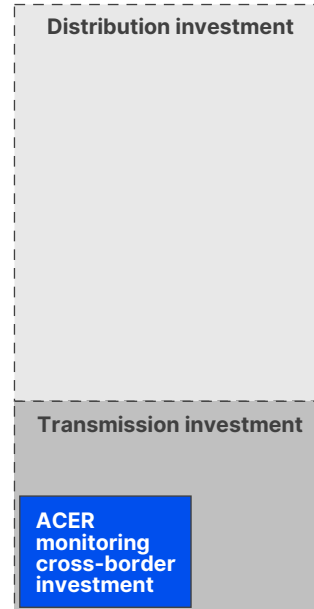 Distribution investment
Transmission investment
ACER
monitoring
cross-border
investment